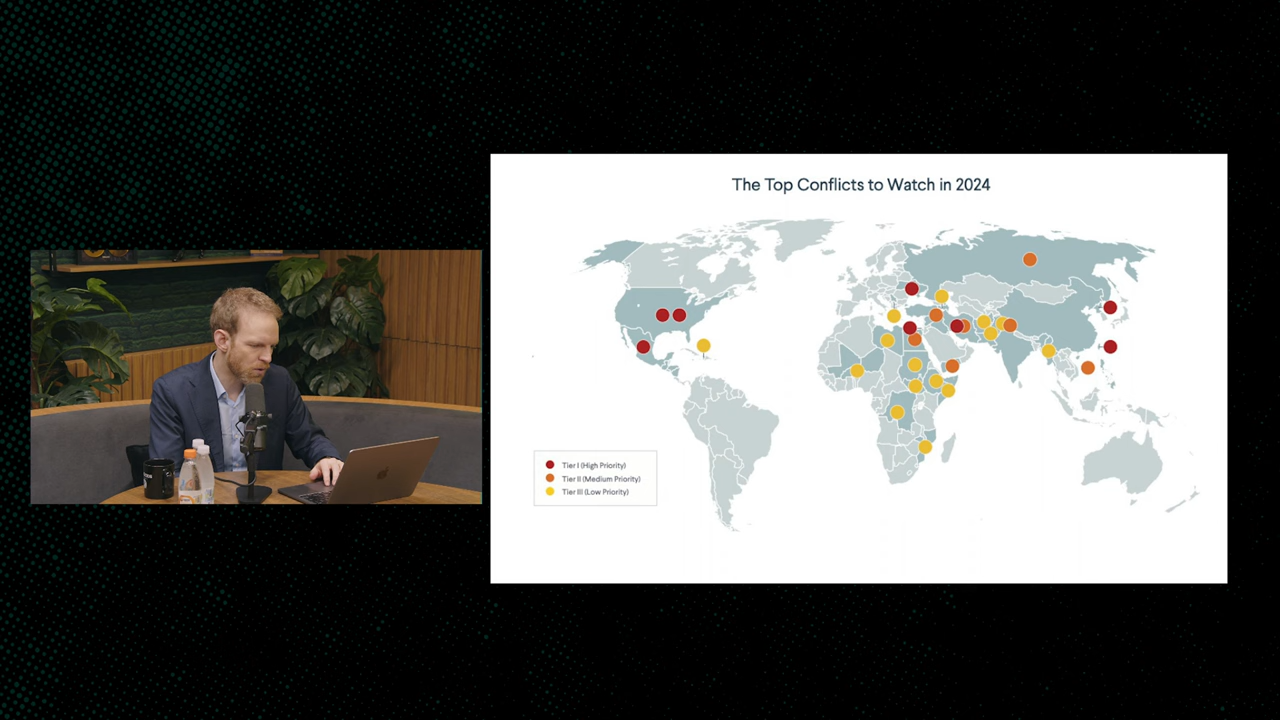 The Top Conflicts to Watch in 2024
Tier I (High Priority)
Tier II (Medium Priority)
Tier III (Low Priority)